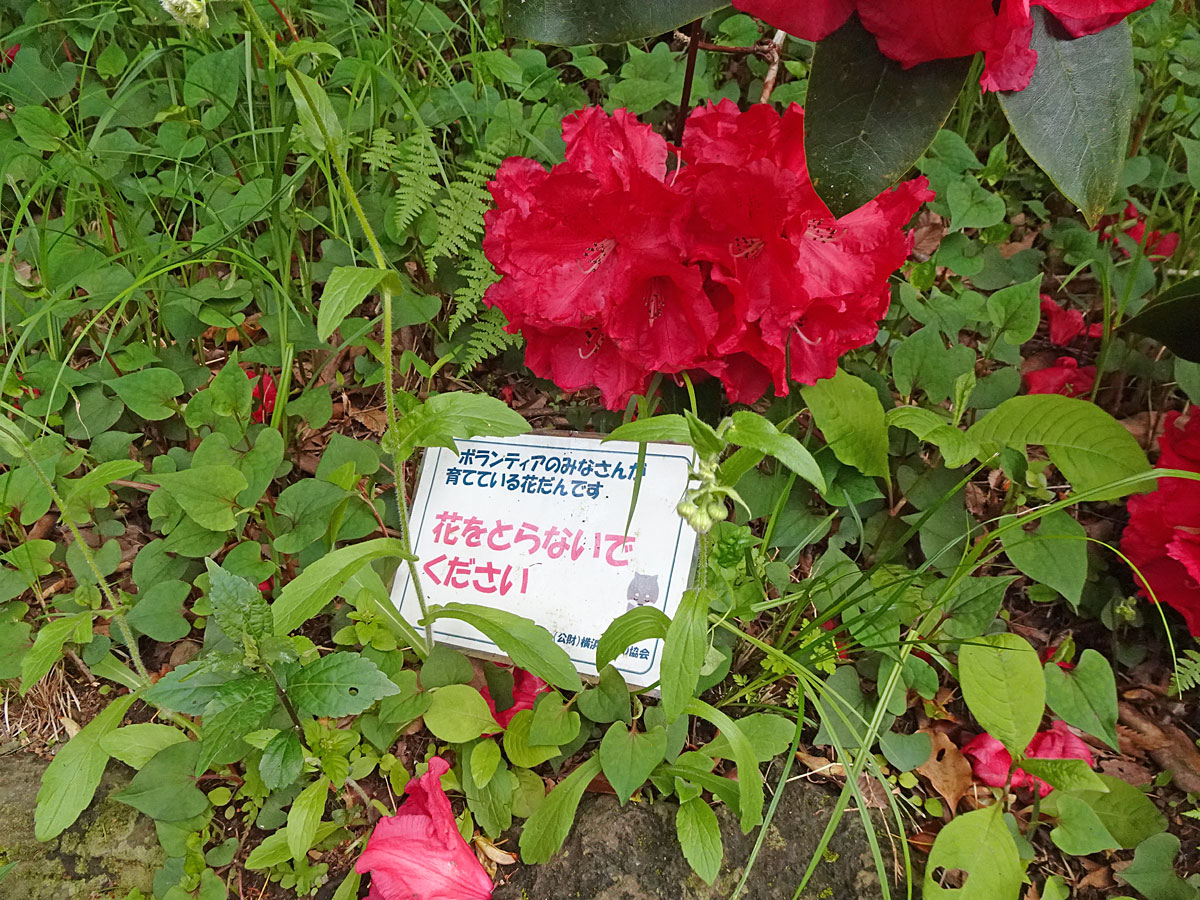 ボランティアのみなさんが
育てている花だんです.
花をとらないで
ください
(公財)横浜 協会